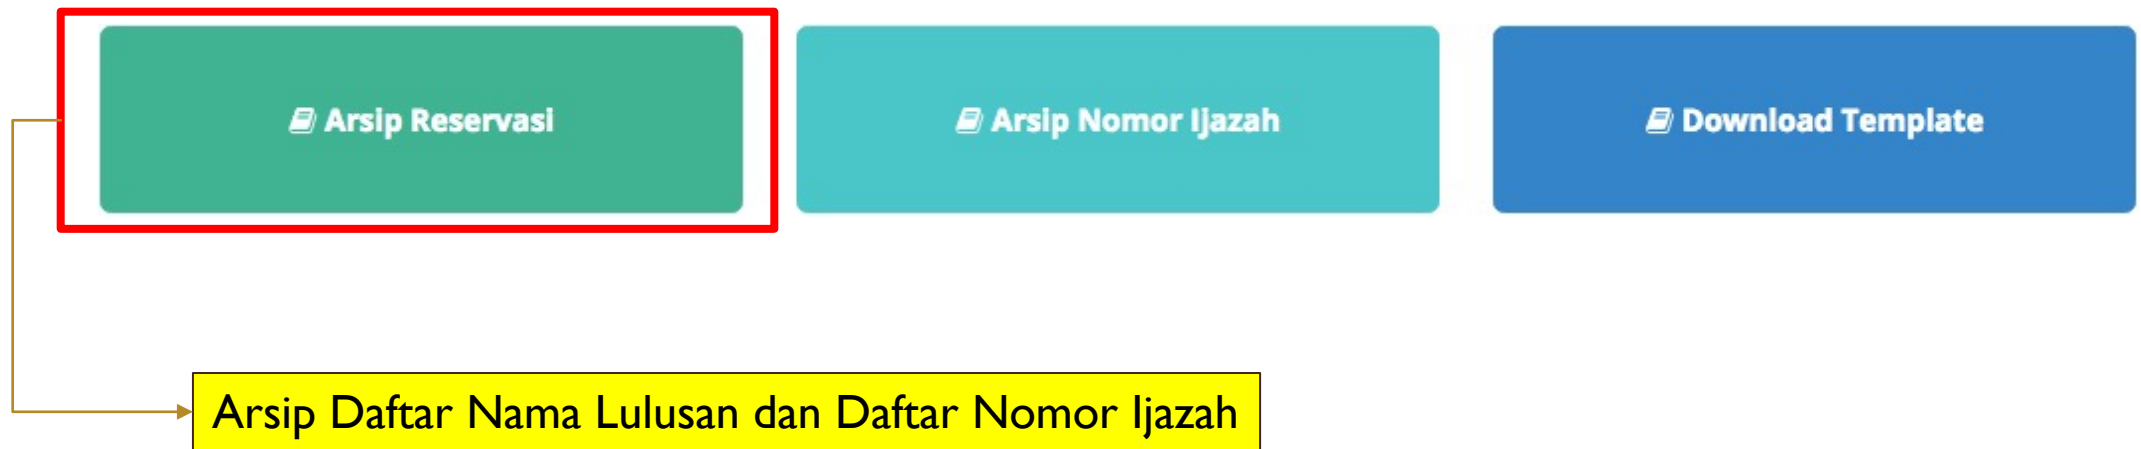 Arsip Reservasi
Arsip Nomor Ijazah
Download Template
Arsip Daftar Nama Lulusan dan Daftar Nomor Ijazah